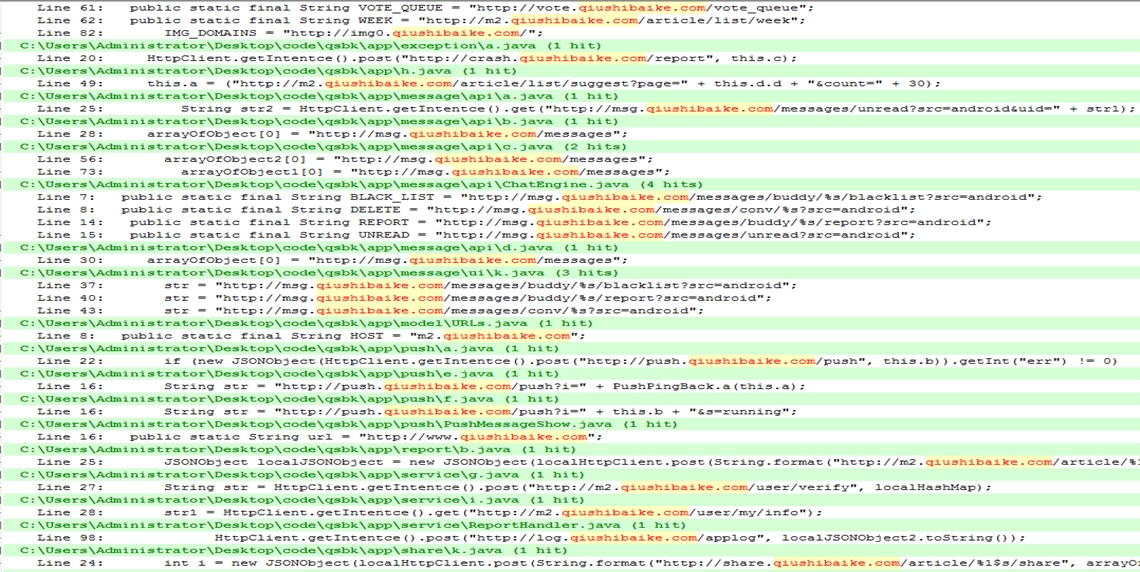 Line 61: public static final String VOTE_QUEUE = "http://vote.qiushibaike.com/vote_queue";
Line 62: public static final String WEEK = "http://m2.qiushibaike.com/article/list/week";
Line 82: IMG_DOMAINS = "http://img0.qiushibaike.com/";
C:\Users\Administrator\Desktop\code\qsbk\app\exception\a.java (1 hit)
Line 20: HttpClient.getIntentce().post("http://crash.qiushibaike.com/report", this.c);
C:\Users\Administrator\Desktop\code\qsbk\app\h.java (1 hit)
Line 49: this.a = ("http://m2.qiushibaike.com/article/list/suggest?page=" + this.d.d + "&count=" + 30);
C:\Users\Administrator\Desktop\code\qsbk\app\message\api\a.java (1 hit)
Line 25: String str2 = HttpClient.getIntentce().get("http://msg.qiushibaike.com/messages/unread?src=android&uid=" + str1);
C:\Users\Administrator\Desktop\code\qsbk\app\message\api\b.java (1 hit)
Line 28: arrayOfObject[0] = "http://msg.qiushibaike.com/messages";
C:\Users\Administrator\Desktop\code\qsbk\app\message\api\c.java (2 hits)
Line 56: arrayOfObject2[0] = "http://msg.qiushibaike.com/messages";
Line 73: arrayOfObject1[0] = "http://msg.qiushibaike.com/messages";
C:\Users\Administrator\Desktop\code\qsbk\app\message\api\ChatEngine.java (4 hits)
Line 7: public static final String BLACK_LIST = "http://msg.qiushibaike.com/messages/buddy/%s/blacklist?src=android";
Line 8: public static final String DELETE = "http://msg.qiushibaike.com/messages/conv/%s?src=android";
Line 14: public static final String REPORT = "http://msg.qiushibaike.com/messages/buddy/%s/report?src=android";
Line 15: public static final String UNREAD = "http://msg.qiushibaike.com/messages/unread?src=android";
C:\Users\Administrator\Desktop\code\qsbk\app\message\api\d.java (1 hit)
Line 30: arrayOfObject[0] = "http://msg.qiushibaike.com/messages";
C:\Users\Administrator\Desktop\code\qsbk\app\message\ui\k.java (3 hits)
Line 37: str = "http://msg.qiushibaike.com/messages/buddy/%s/blacklist?src=android";
Line 40: str = "http://msg.qiushibaike.com/messages/buddy/%s/report?src=android";
Line 43: str = "http://msg.qiushibaike.com/messages/conv/%s?src=android";
C:\Users\Administrator\Desktop\code\qsbk\app\model\URLs.java (1 hit)
Line 8: public static final String HOST = "m2.qiushibaike.com";
C:\Users\Administrator\Desktop\code\qsbk\app\push\a.java (1 hit)
Line 22: if (new JSONObject(HttpClient.getIntentce().post("http://push.qiushibaike.com/push", this.b)).getInt("err") != 0)
C:\Users\Administrator\Desktop\code\qsbk\app\push\e.java (1 hit)
Line 16: String str = "http://push.qiushibaike.com/push?i=" + PushPingBack.a(this.a);
C:\Users\Administrator\Desktop\code\qsbk\app\push\f.java (1 hit)
Line 16: String str = "http://push.qiushibaike.com/push?i=" + this.b + "&s=running";
C:\Users\Administrator\Desktop\code\qsbk\app\push\PushMessageShow.java (1 hit)
Line 16: public static String url = "http://www.qiushibaike.com";
C:\Users\Administrator\Desktop\code\qsbk\app\report\b.java (1 hit)
Line 25: JSONObject localJSONObject = new JSONObject(localHttpClient.post(String.format("http://m2.qiushibaike.com/article/%1
C:\Users\Administrator\Desktop\code\qsbk\app\service\g.java (1 hit)
Line 27: String str = HttpClient.getIntentce().post("http://m2.qiushibaike.com/user/verify", localHashMap);
C:\Users\Administrator\Desktop\code\qsbk\app\service\i.java (1 hit)
Line 28: str1 = HttpClient.getIntentce().get("http://m2.qiushibaike.com/user/my/info");
C:\Users\Administrator\Desktop\code\qsbk\app\service\ReportHandler.java (1 hit)
Line 98: HttpClient.getIntentce().post("http://log.qiushibaike.com/applog", localJSONObject2.toString());
C:\Users\Administrator\Desktop\code\qsbk\app\share\k.java (1 hit)
Line 24: int i = new JSONObject(localHttpClient.post(String.format("http://share.qiushibaike.com/article/%1$s/share", arrayO